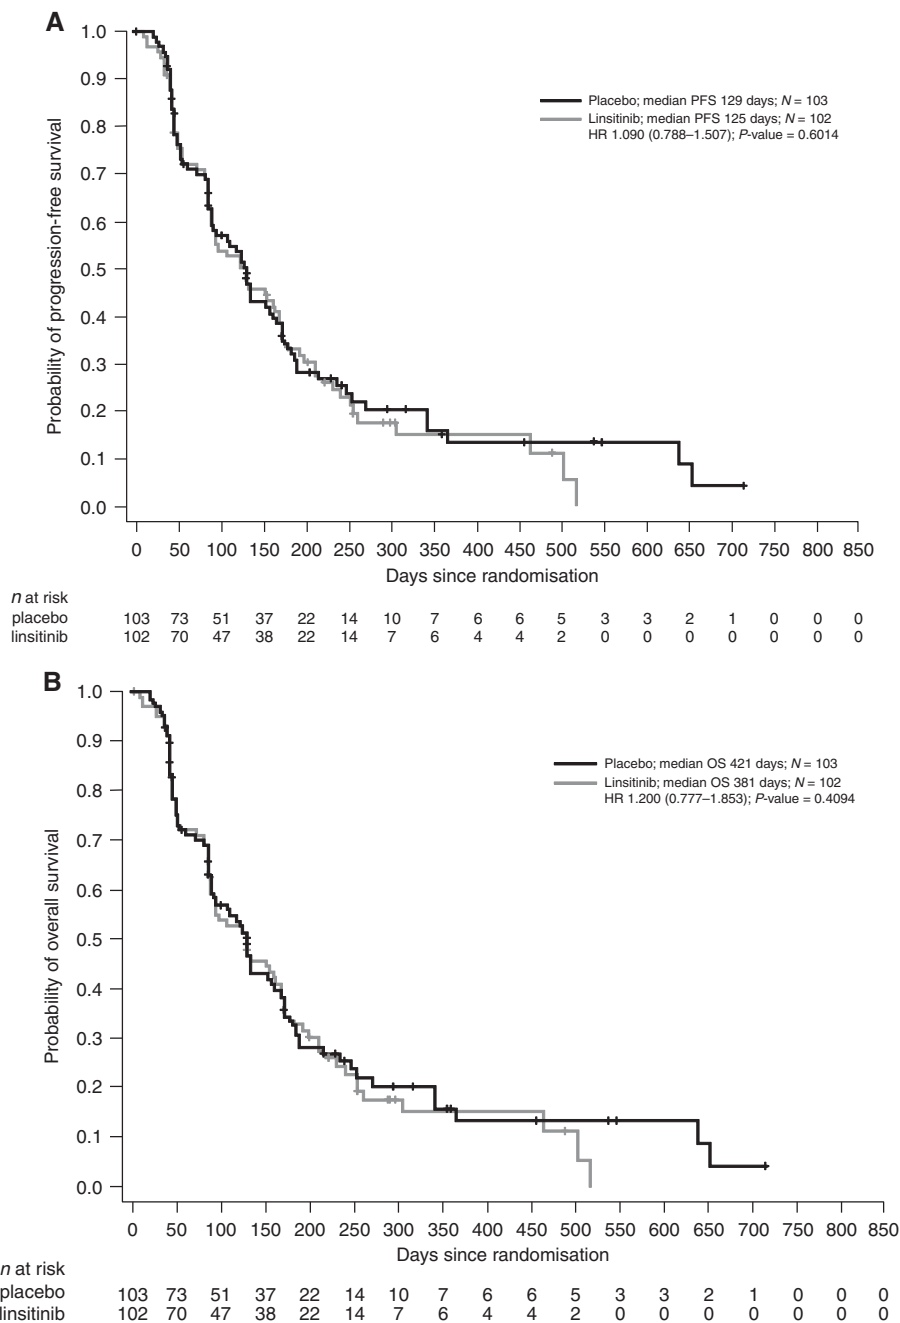 A
Probability of progression-free survival
1.0
0.9
0.8
0.7
0.6
0.5
0.4
0.3
0.2
0.1
0.0
Placebo; median PFS 129 days; N = 103
Linsitinib; median PFS 125 days; N = 102
HR 1.090 (0.788–1.507); P-value = 0.6014
0 50 100 150 200 250 300 350 400 450 500 550 600 650 700 750 800 850
Days since randomisation
n at risk
placebo 103 73 51 37 22 14 10 7 6 6 5 3 3 2 1 0 0 0
linsitinib 102 70 47 38 22 14 7 6 4 4 2 0 0 0 0 0 0 0
B
Probability of overall survival
1.0
0.9
0.8
0.7
0.6
0.5
0.4
0.3
0.2
0.1
0.0
Placebo; median OS 421 days; N = 103
Linsitinib; median OS 381 days; N = 102
HR 1.200 (0.777–1.853); P-value = 0.4094
0 50 100 150 200 250 300 350 400 450 500 550 600 650 700 750 800 850
Days since randomisation
n at risk
placebo 103 73 51 37 22 14 10 7 6 6 5 3 3 2 1 0 0 0
linsitinib 102 70 47 38 22 14 7 6 4 4 2 0 0 0 0 0 0 0